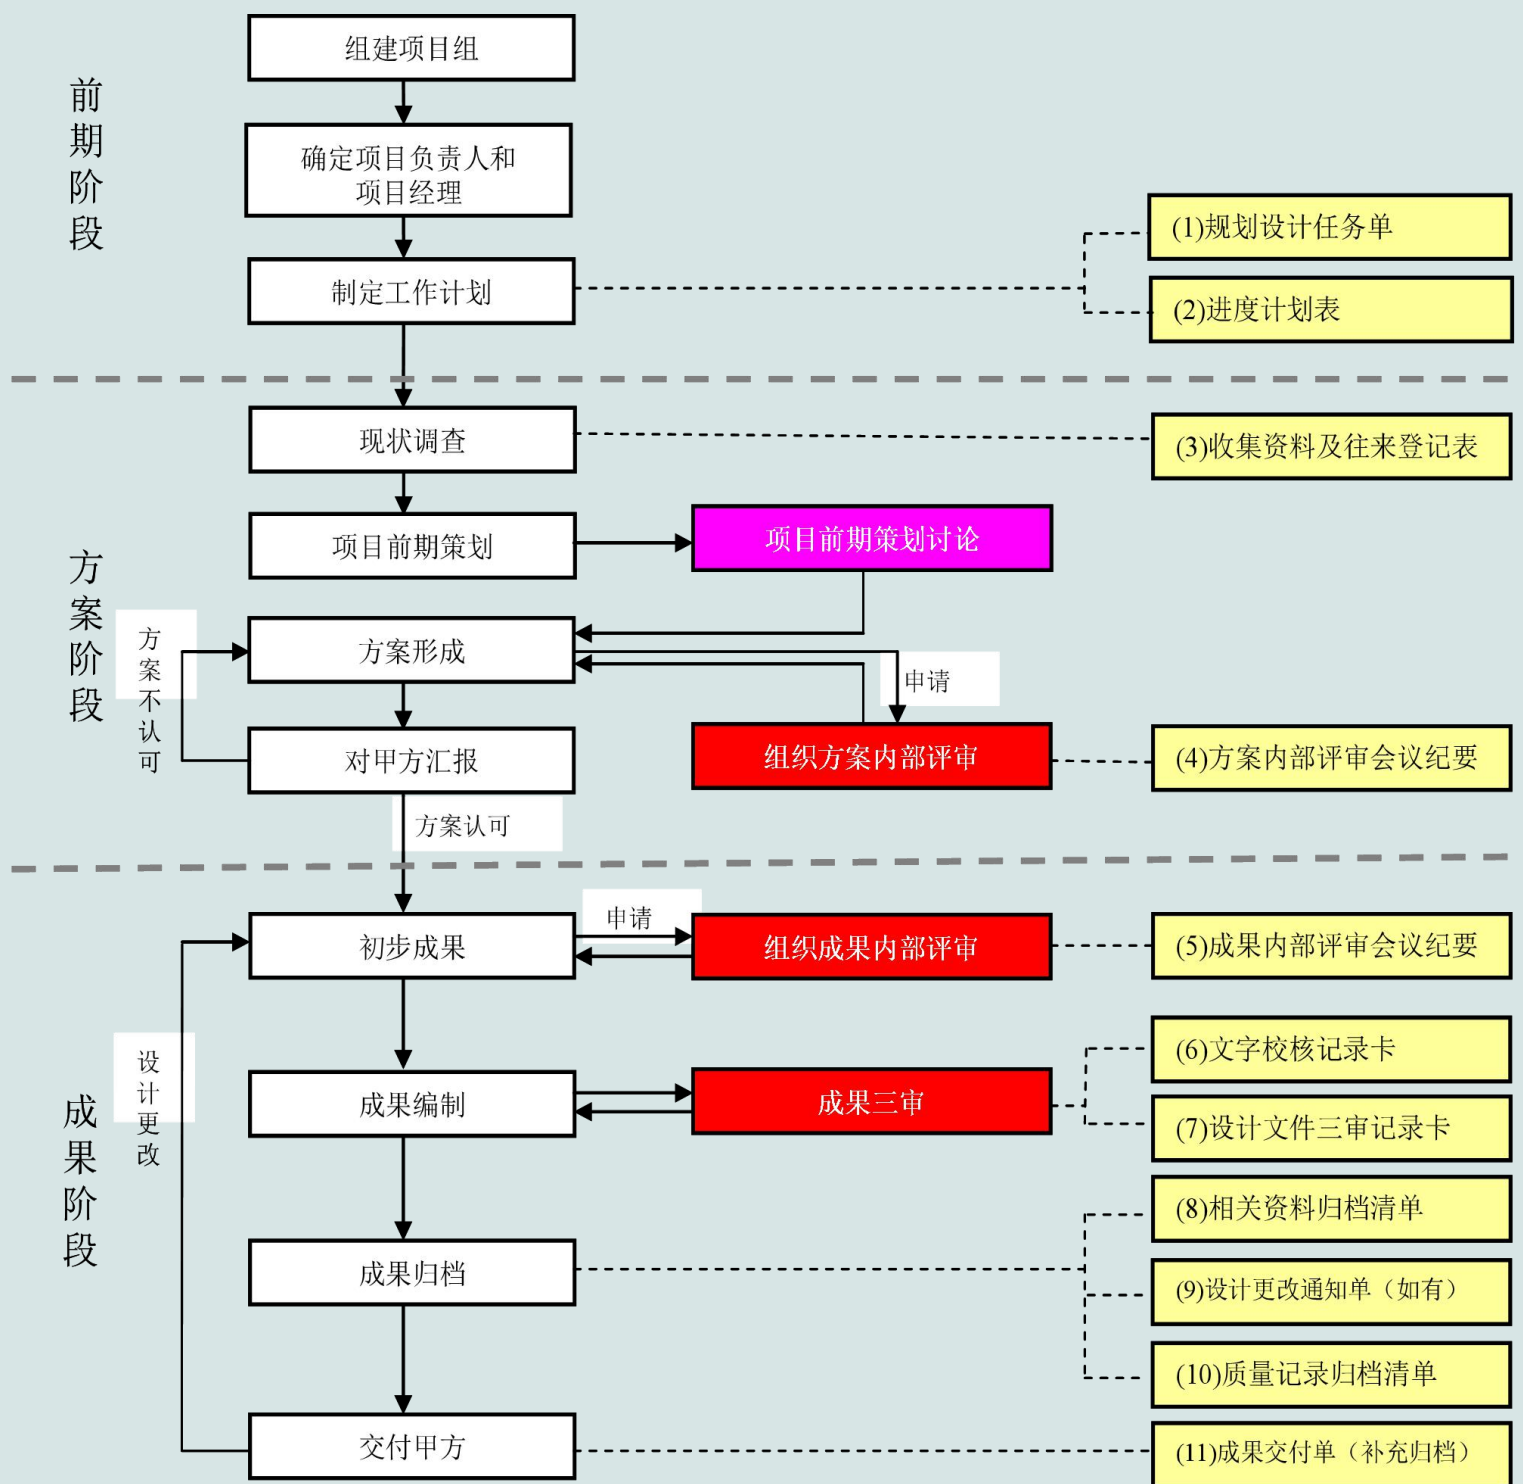 前期阶段
组建项目组
确定项目负责人和
项目经理
制定工作计划
(1)规划设计任务单
(2)进度计划表
方案阶段
现状调查
(3)收集资料及往来登记表
项目前期策划
项目前期策划讨论
方案形成
方案不认可
申请
对甲方汇报
组织方案内部评审
(4)方案内部评审会议纪要
方案认可
成果阶段
初步成果
申请
组织成果内部评审
(5)成果内部评审会议纪要
设计更改
成果编制
成果三审
(6)文字校核记录卡
(7)设计文件三审记录卡
成果归档
(8)相关资料归档清单
(9)设计更改通知单（如有）
(10)质量记录归档清单
交付甲方
(11)成果交付单（补充归档）